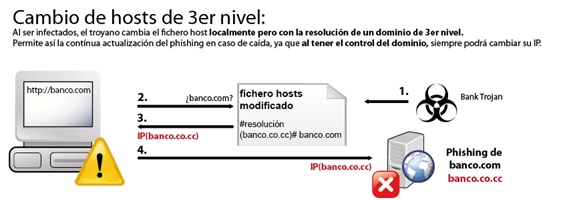 Cambio de hosts de 3er nivel:
Al ser infectados, el troyano cambia el fichero host localmente pero con la resolución de un dominio de 3er nivel.
Permite así la contínua actualización del phishing en caso de caída, ya que al tener el control del dominio, siempre podrá cambiar su IP.
http://banco.com
2.
¿banco.com?
3.
IP(banco.co.cc)
4.
IP(banco.co.cc)
fichero hosts
modificado
#resolución
(banco.co.cc)# banco.com
1.
Bank Trojan
Phishing de
banco.com
banco.co.cc